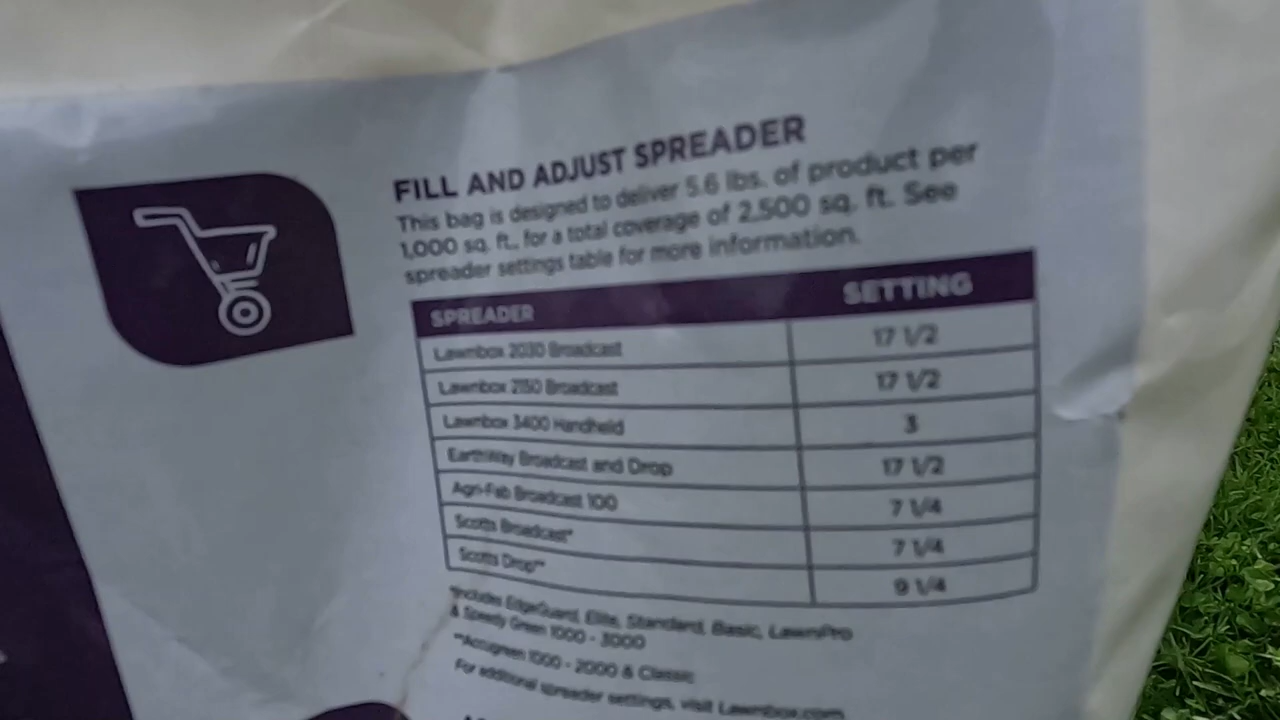 FILL AND ADJUST SPREADER
This bag is designed to deliver 5.6 lbs. of product per
1,000 sq. ft., for a total coverage of 2,500 sq. ft. See
spreader settings table for more information.
SPREADER SETTING
Lawnbox 2030 Broadcast 17 1/2
Lawnbox 2150 Broadcast 17 1/2
Lawnbox 3400 Handheld 3
EarthWay Broadcast and Drop 17 1/2
Agri-Fab Broadcast 100 7 1/4
Scotts Broadcast* 7 1/4
Scotts Drop** 9 1/4
*Includes EdgeGuard, Elite, Standard, Basic, LawnPro
& Speedy Green 1000 - 3000
**Accugreen 1000 - 2000 & Classic
For additional spreader settings, visit Lawnbox.com